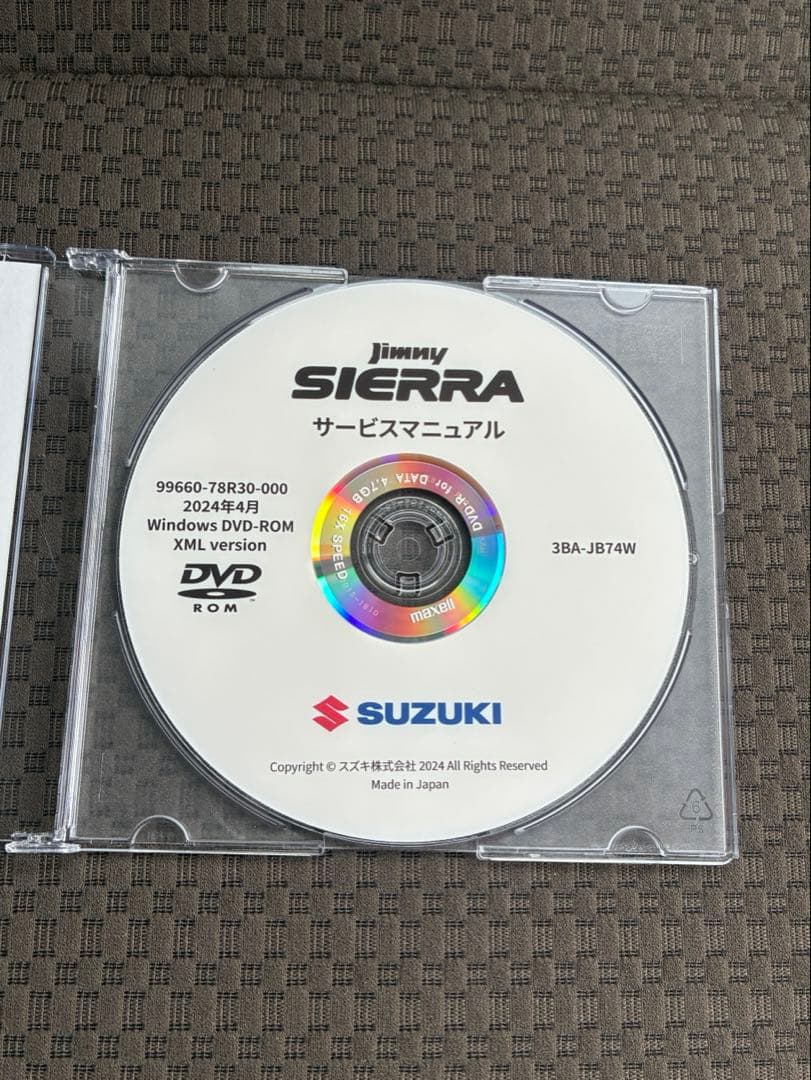 Jimny
SIERRA
サービスマニュアル
99660-78R30-000
2024年4月
Windows DVD-ROM
XML version
DVD
ROM
3BA-JB74W
DVD-R for DATA 4.7GB 16X SPEED
maxell
SUZUKI
Copyright © スズキ株式会社 2024 All Rights Reserved
Made in Japan
6
PS